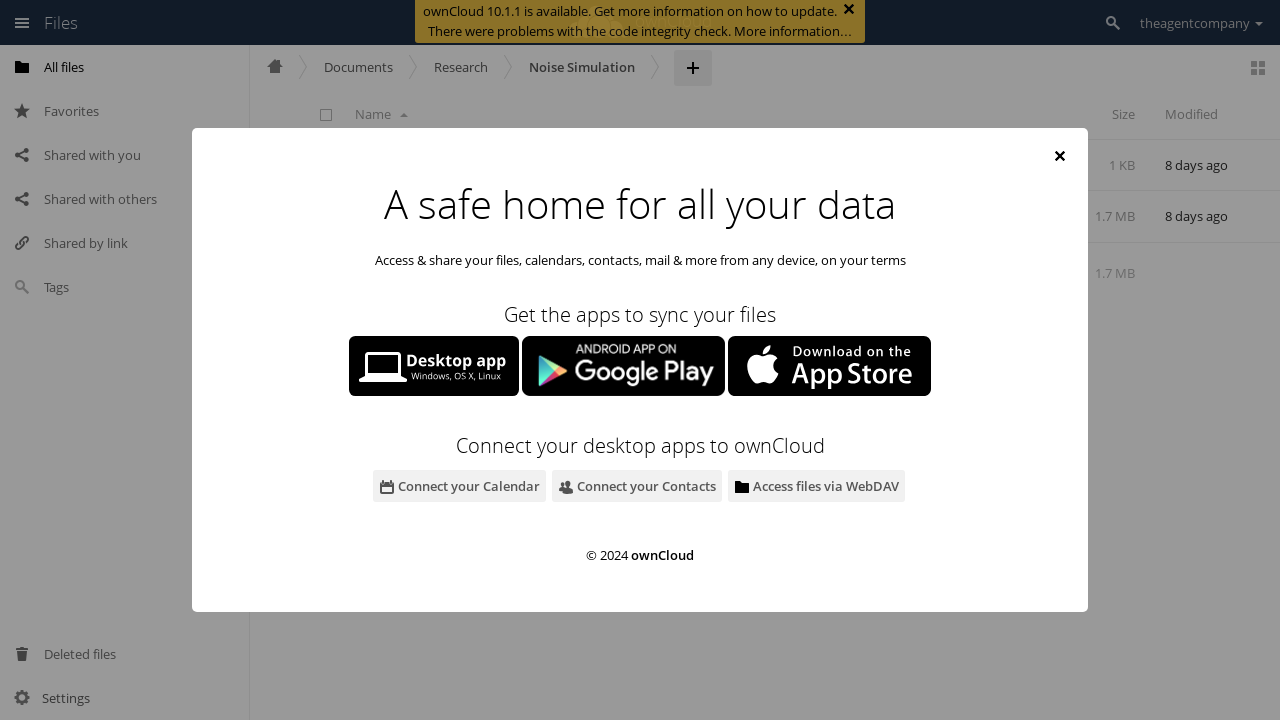 Files
ownCloud 10.1.1 is available. Get more information on how to update.
There were problems with the code integrity check. More information…
theagentcompany
All files
Documents
Research
Noise Simulation
Favorites
Name
Size
Modified
Shared with you
1 KB
8 days ago
Shared with others
1.7 MB
8 days ago
Shared by link
Tags
1.7 MB
A safe home for all your data
Access & share your files, calendars, contacts, mail & more from any device, on your terms
Get the apps to sync your files
Desktop app
Windows, OS X, Linux
ANDROID APP ON
Google Play
Download on the
App Store
Connect your desktop apps to ownCloud
Connect your Calendar
Connect your Contacts
Access files via WebDAV
© 2024 ownCloud
Deleted files
Settings